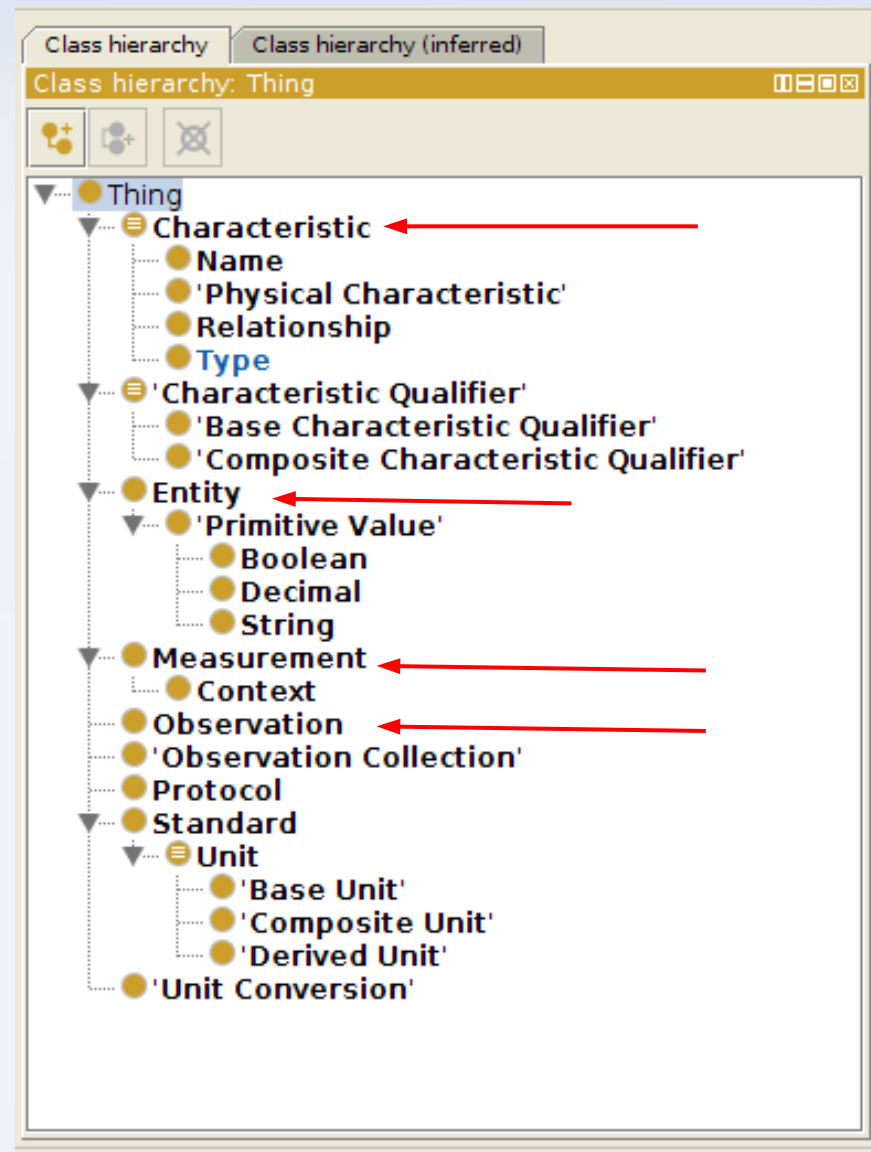 Class hierarchy Class hierarchy (inferred)
Class hierarchy: Thing
Thing
Characteristic
Name
'Physical Characteristic'
Relationship
Type
'Characteristic Qualifier'
'Base Characteristic Qualifier'
'Composite Characteristic Qualifier'
Entity
'Primitive Value'
Boolean
Decimal
String
Measurement
Context
Observation
'Observation Collection'
Protocol
Standard
Unit
'Base Unit'
'Composite Unit'
'Derived Unit'
'Unit Conversion'